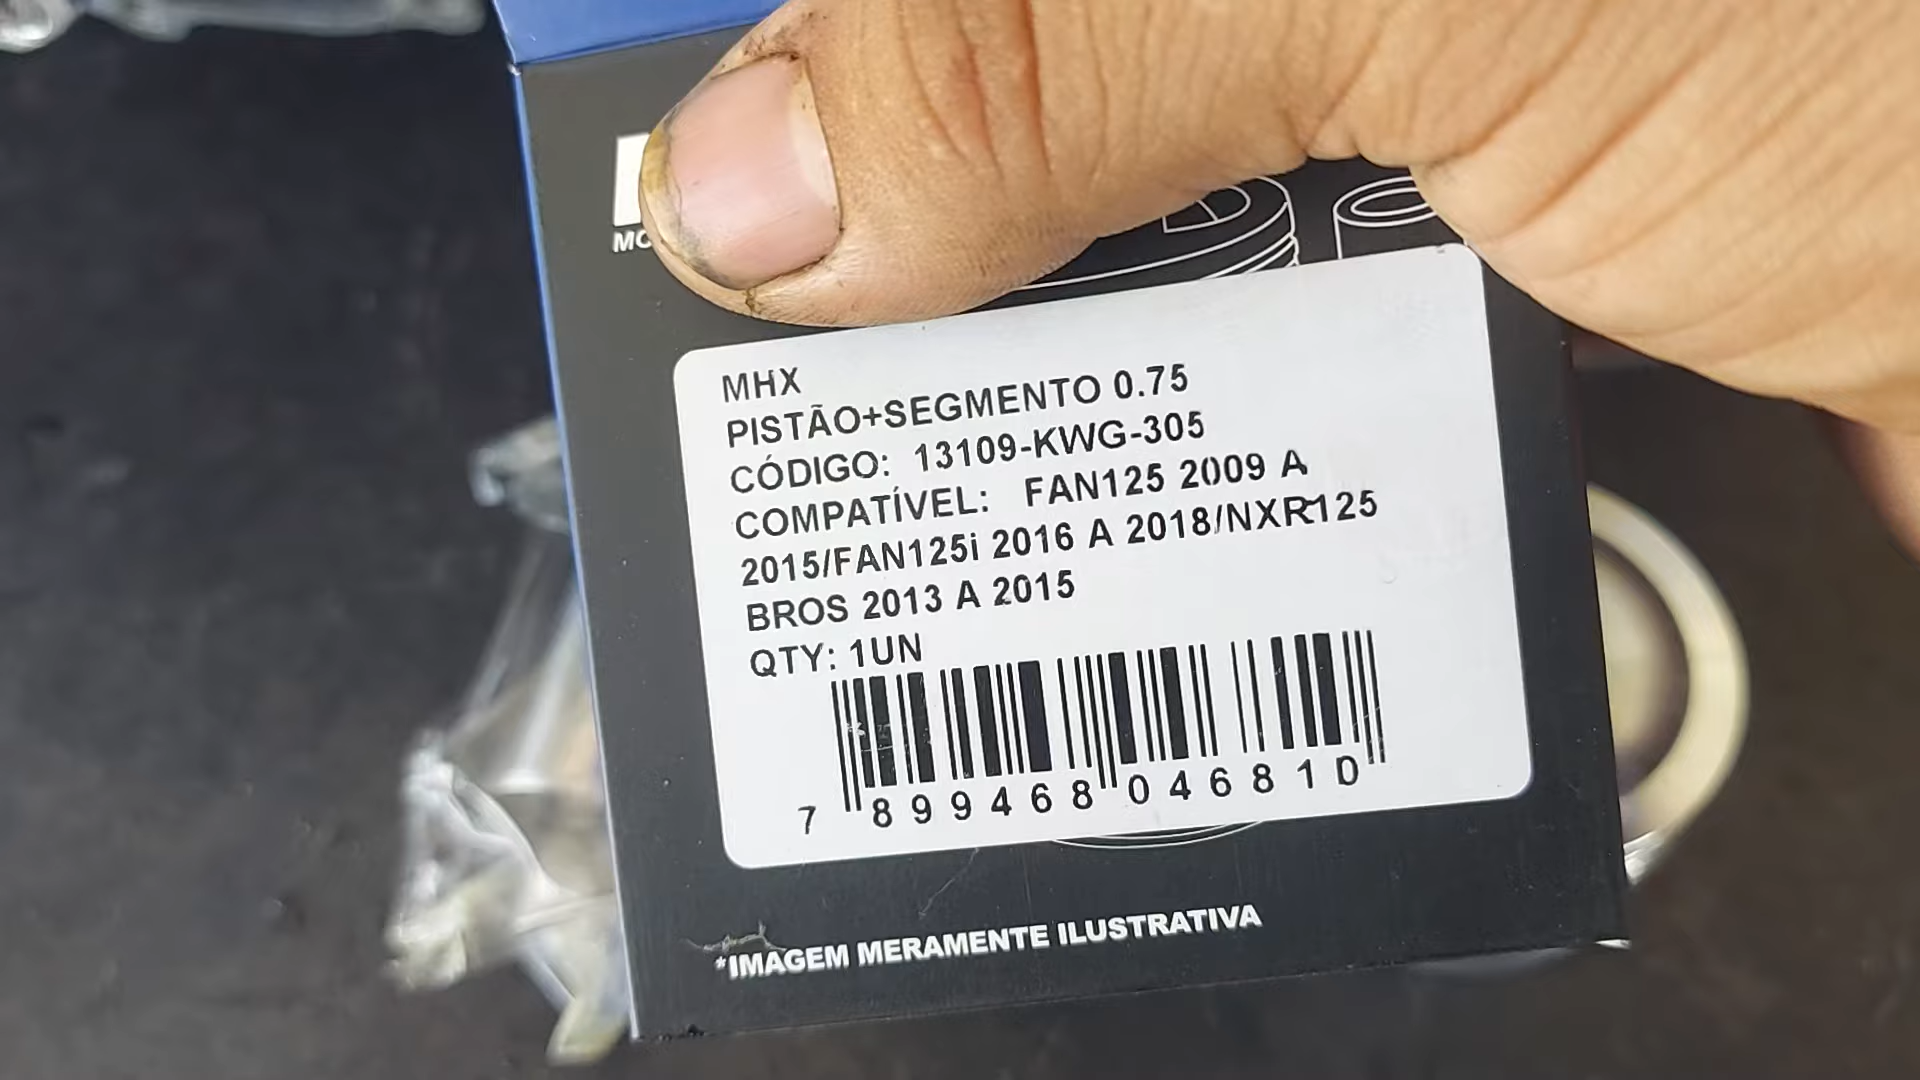 MHX
PISTÃO+SEGMENTO 0.75
CÓDIGO: 13109-KWG-305
COMPATÍVEL: FAN125 2009 A
2015/FAN125i 2016 A 2018/NXR125
BROS 2013 A 2015
QTY: 1UN
7 899468 046810
*IMAGEM MERAMENTE ILUSTRATIVA